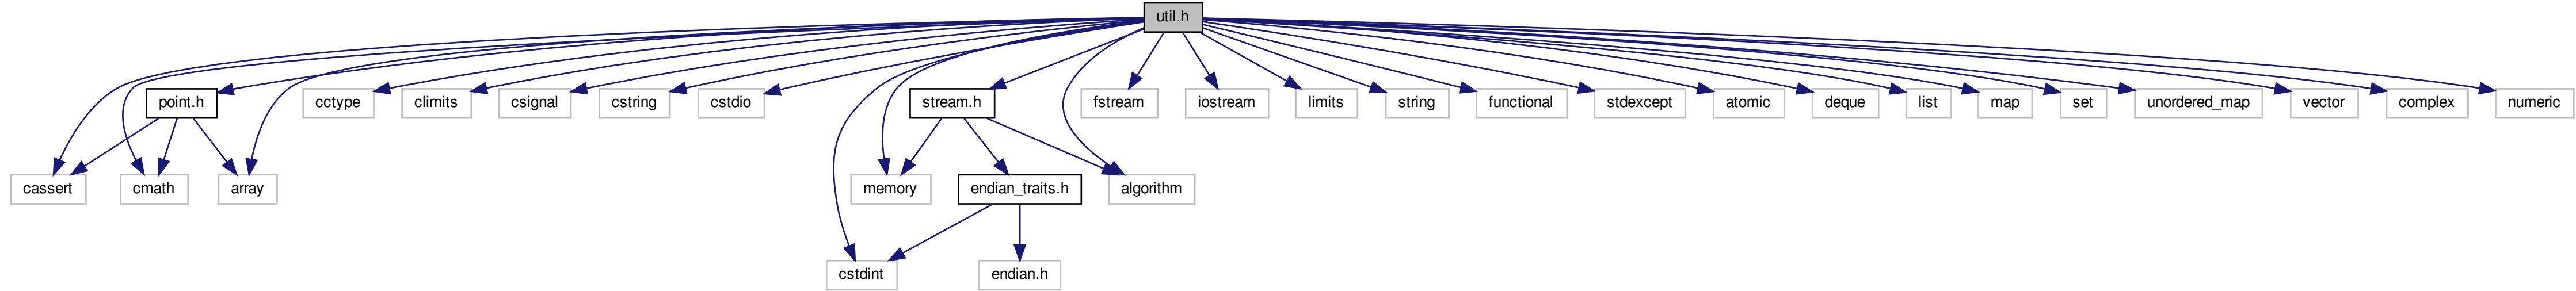 util.h
point.h
cctype
climits
csignal
cstring
cstdio
stream.h
fstream
iostream
limits
string
functional
stdexcept
atomic
deque
list
map
set
unordered_map
vector
complex
numeric
cassert
cmath
array
memory
endian_traits.h
algorithm
cstdint
endian.h